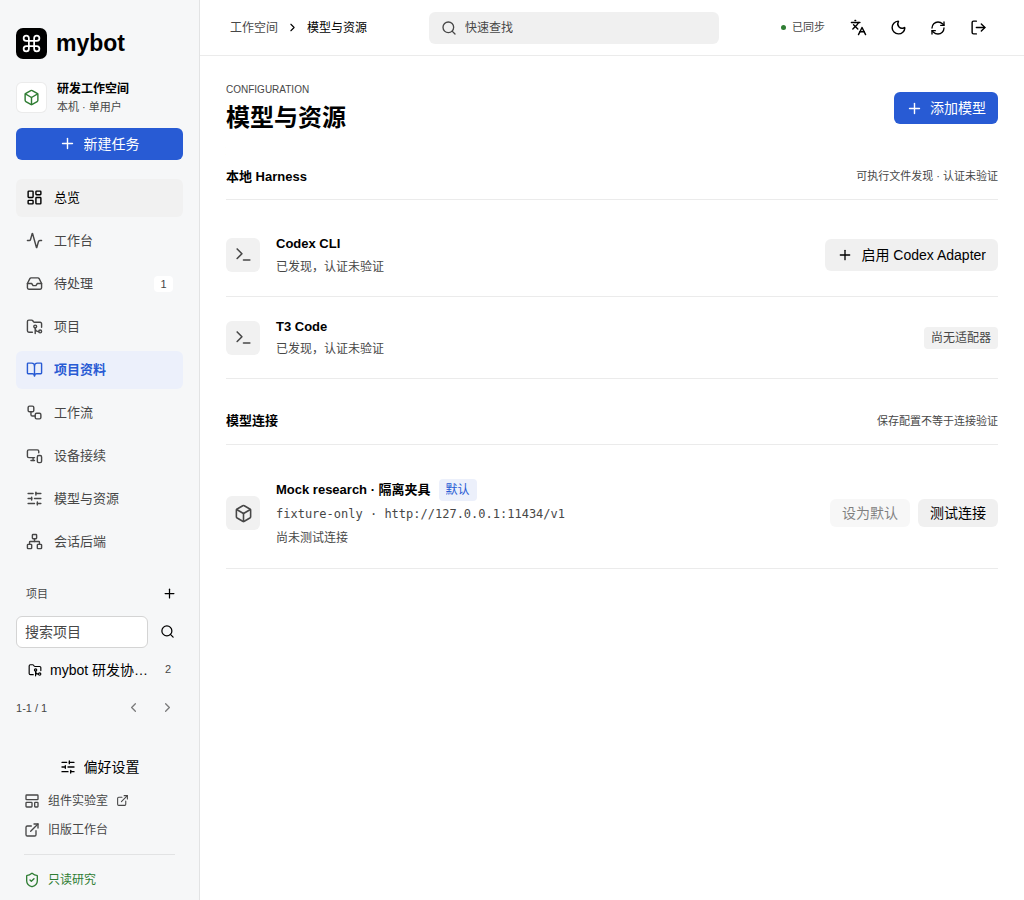 mybot
研发工作空间
本机 · 单用户
新建任务
总览
工作台
待处理
1
项目
项目资料
工作流
设备接续
模型与资源
会话后端
项目
搜索项目
mybot 研发协…
2
1-1 / 1
偏好设置
组件实验室
旧版工作台
只读研究
工作空间
模型与资源
快速查找
已同步
CONFIGURATION
模型与资源
添加模型
本地 Harness
可执行文件发现 · 认证未验证
Codex CLI
已发现，认证未验证
启用 Codex Adapter
T3 Code
已发现，认证未验证
尚无适配器
模型连接
保存配置不等于连接验证
Mock research · 隔离夹具
默认
fixture-only · http://127.0.0.1:11434/v1
尚未测试连接
设为默认
测试连接